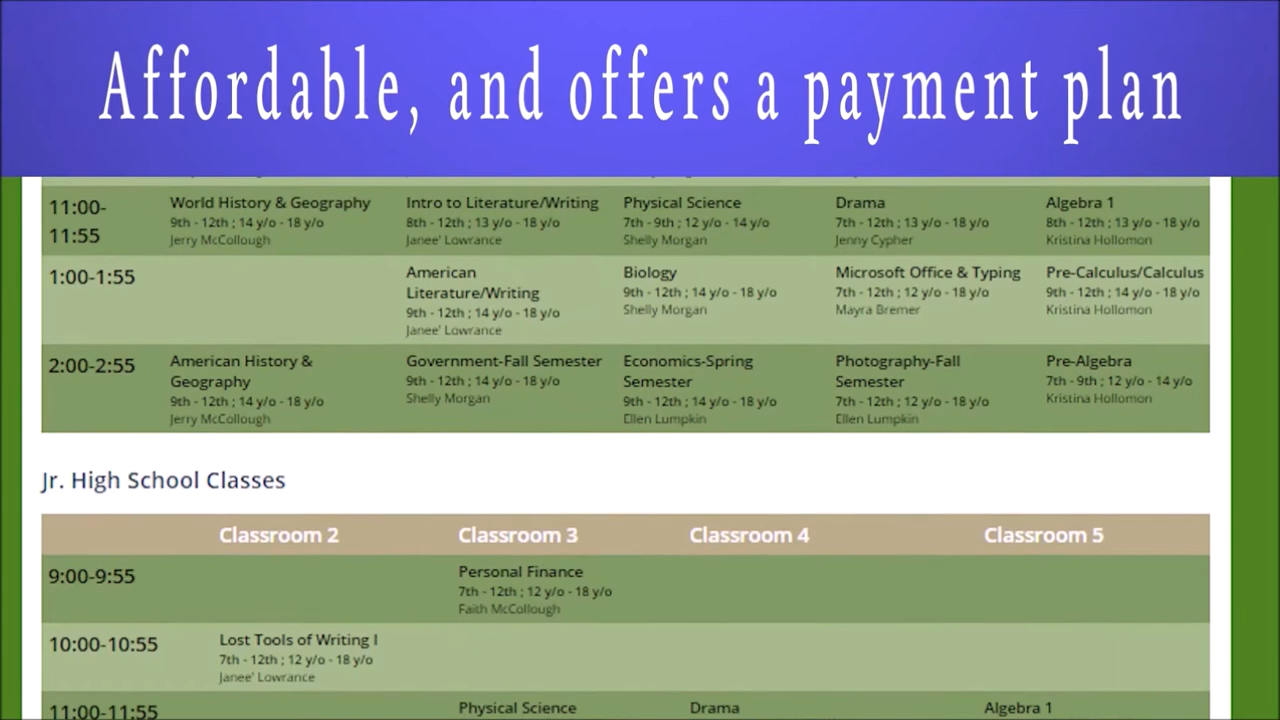 Affordable, and offers a payment plan
11:00-
11:55
World History & Geography
9th - 12th ; 14 y/o - 18 y/o
Jerry McCollough
Intro to Literature/Writing
8th - 12th ; 13 y/o - 18 y/o
Janee' Lowrance
Physical Science
7th - 9th ; 12 y/o - 14 y/o
Shelly Morgan
Drama
7th - 12th ; 13 y/o - 18 y/o
Jenny Cypher
Algebra 1
8th - 12th ; 13 y/o - 18 y/o
Kristina Hollomon
1:00-1:55
American
Literature/Writing
9th - 12th ; 14 y/o - 18 y/o
Janee' Lowrance
Biology
9th - 12th ; 14 y/o - 18 y/o
Shelly Morgan
Microsoft Office & Typing
7th - 12th ; 12 y/o - 18 y/o
Mayra Bremer
Pre-Calculus/Calculus
9th - 12th ; 14 y/o - 18 y/o
Kristina Hollomon
2:00-2:55
American History &
Geography
9th - 12th ; 14 y/o - 18 y/o
Jerry McCollough
Government-Fall Semester
9th - 12th ; 14 y/o - 18 y/o
Shelly Morgan
Economics-Spring
Semester
9th - 12th ; 14 y/o - 18 y/o
Ellen Lumpkin
Photography-Fall
Semester
7th - 12th ; 12 y/o - 18 y/o
Ellen Lumpkin
Pre-Algebra
7th - 9th ; 12 y/o - 14 y/o
Kristina Hollomon
Jr. High School Classes
Classroom 2
Classroom 3
Classroom 4
Classroom 5
9:00-9:55
Personal Finance
7th - 12th ; 12 y/o - 18 y/o
Faith McCollough
10:00-10:55
Lost Tools of Writing I
7th - 12th ; 12 y/o - 18 y/o
Janee' Lowrance
11:00-11:55
Physical Science
Drama
Algebra 1